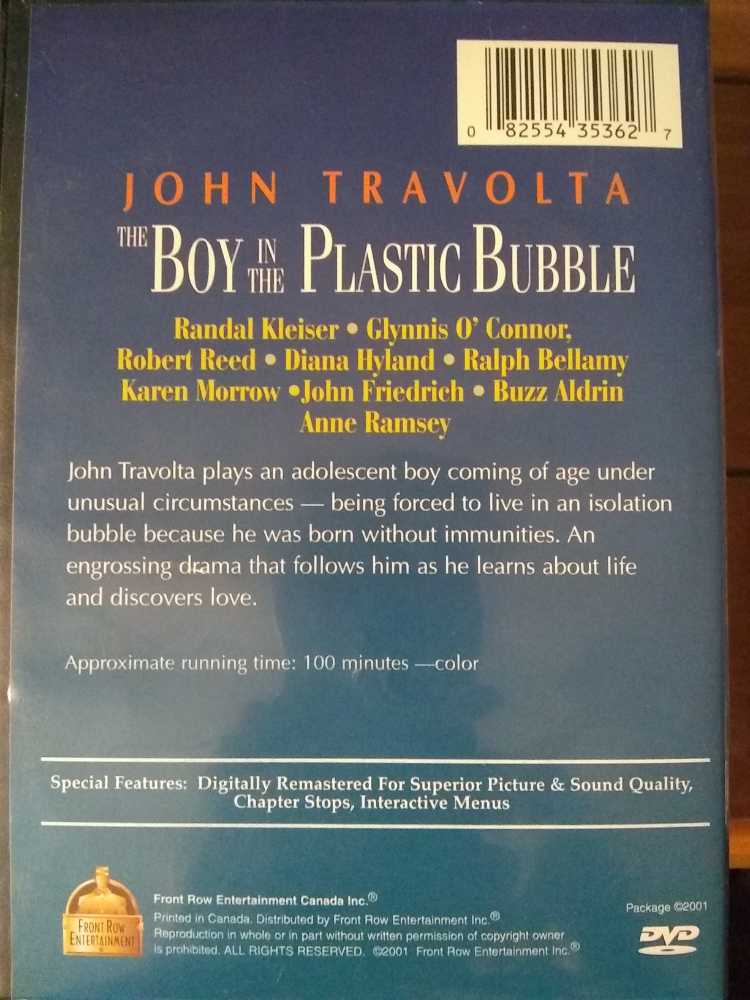 0 82554 35362 7
JOHN TRAVOLTA
THE BOY IN THE PLASTIC BUBBLE
Randal Kleiser • Glynnis O' Connor,
Robert Reed • Diana Hyland • Ralph Bellamy
Karen Morrow •John Friedrich • Buzz Aldrin
Anne Ramsey
John Travolta plays an adolescent boy coming of age under
unusual circumstances — being forced to live in an isolation
bubble because he was born without immunities. An
engrossing drama that follows him as he learns about life
and discovers love.
Approximate running time: 100 minutes —color
Special Features: Digitally Remastered For Superior Picture & Sound Quality,
Chapter Stops, Interactive Menus
FRONT ROW
ENTERTAINMENT
Front Row Entertainment Canada Inc.®
Printed in Canada. Distributed by Front Row Entertainment Inc.®
Reproduction in whole or in part without written permission of copyright owner
is prohibited. ALL RIGHTS RESERVED. ©2001 Front Row Entertainment Inc.®
Package ©2001
DVD